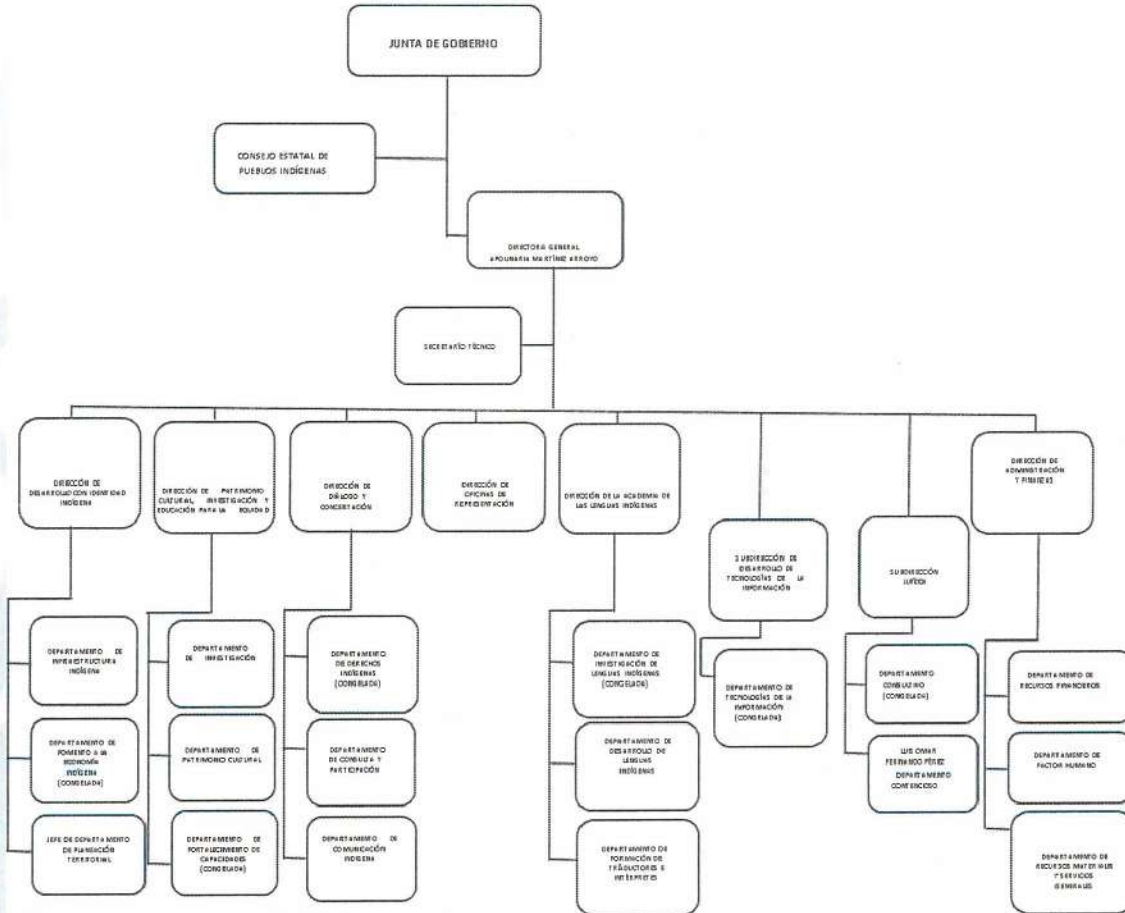 JUNTA DE GOBIERNO
CONSEJO ESTATAL DE
PUEBLOS INDÍGENAS
DIRECTORA GENERAL
APOLINARIA MARTÍNEZ ARROYO
SECRETARÍO TÉCNICO
DIRECCIÓN DE
DESARROLLO CON IDENTIDAD
INDÍGENA
DIRECCIÓN DE PATRIMONIO
CULTURAL, INVESTIGACIÓN Y
EDUCACIÓN PARA LA EQUIDAD
DIRECCIÓN DE
DIÁLOGO Y
CONCERTACIÓN
DIRECCIÓN DE
OFICINAS DE
REPRESENTACIÓN
DIRECCIÓN DE LA ACADEMIA DE
LAS LENGUAS INDÍGENAS
SUBDIRECCIÓN DE
DESARROLLO DE
TECNOLOGÍAS DE LA
INFORMACIÓN
SUBDIRECCIÓN
JURÍDICA
DIRECCIÓN DE
ADMINISTRACIÓN
Y FINANZAS
DEPARTAMENTO DE
INFRAESTRUCTURA
INDÍGENA
DEPARTAMENTO
DE INVESTIGACIÓN
DEPARTAMENTO
DE DERECHOS
INDÍGENAS
(CONGELADA)
DEPARTAMENTO DE
INVESTIGACIÓN DE
LENGUAS INDÍGENAS
(CONGELADA)
DEPARTAMENTO DE
TECNOLOGÍAS DE LA
INFORMACIÓN
(CONGELADA)
DEPARTAMENTO
CONSULTIVO
(CONGELADA)
DEPARTAMENTO DE
RECURSOS FINANCIEROS
DEPARTAMENTO DE
FOMENTO A LA
ECONOMÍA
INDÍGENA
(CONGELADA)
DEPARTAMENTO DE
PATRIMONIO CULTURAL
DEPARTAMENTO
DE CONSULTA Y
PARTICIPACIÓN
DEPARTAMENTO DE
DESARROLLO DE
LENGUAS
INDÍGENAS
LUIS OMAR
FERNANDO PÉREZ
DEPARTAMENTO
CONTENCIOSO
DEPARTAMENTO DE
FACTOR HUMANO
JEFE DE DEPARTAMENTO
DE PLANEACIÓN
TERRITORIAL
DEPARTAMENTO DE
FORTALECIMIENTO DE
CAPACIDADES
(CONGELADA)
DEPARTAMENTO DE
COMUNICACIÓN
INDÍGENA
DEPARTAMENTO DE
FORMACIÓN DE
TRADUCTORES E
INTÉRPRETES
DEPARTAMENTO DE
RECURSOS MATERIALES
Y SERVICIOS
GENERALES